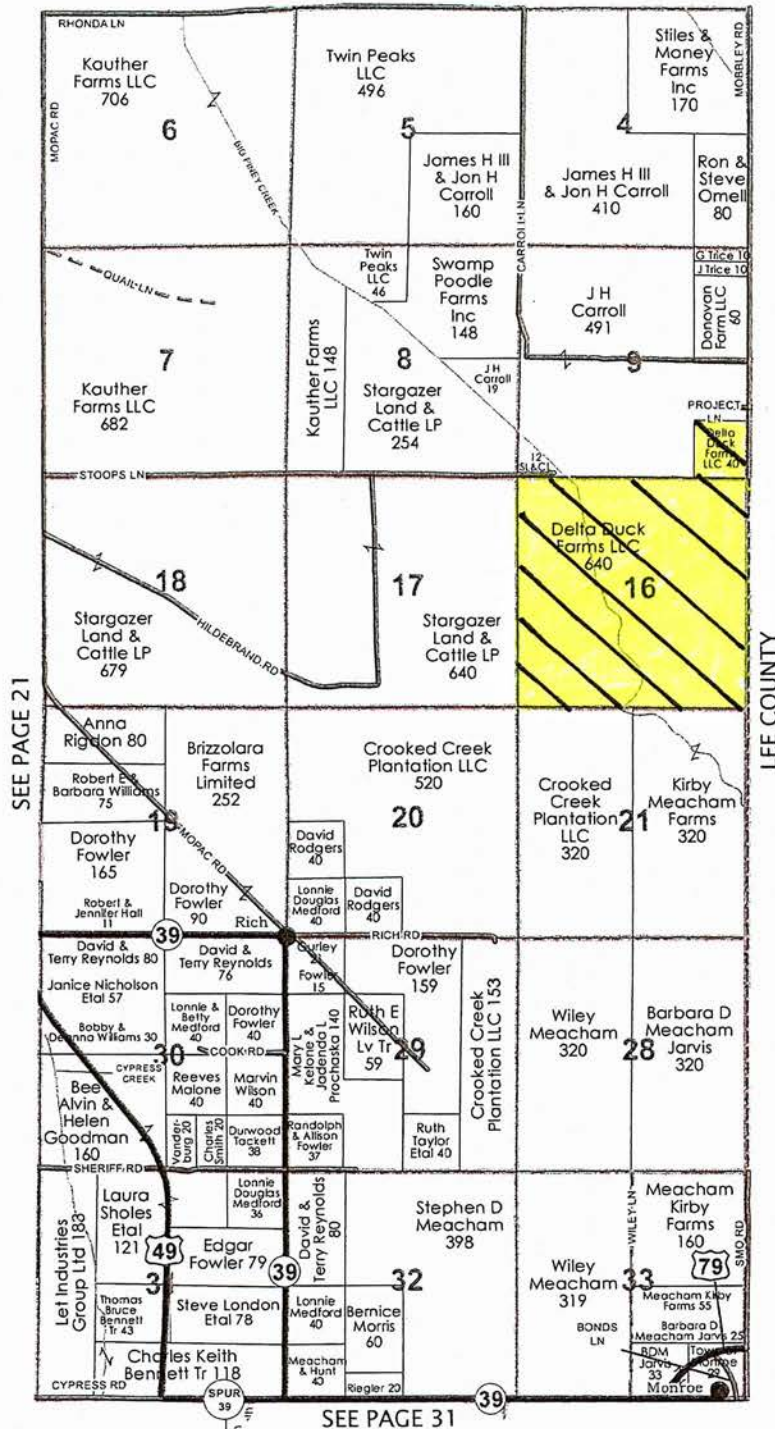 RHONDA LN
MOPAC RD
Kauther
Farms LLC
706
6
BIG PINEY CREEK
Twin Peaks
LLC
496
5
James H III
& Jon H
Carroll
160
CARROLL LN
Stiles &
Maney
Farms
Inc
170
MOBBLEY RD
4
James H III
& Jon H Carroll
410
Ron &
Steve
Omell
80
QUAIL LN
7
Kauther
Farms LLC
682
Twin
Peaks
LLC
46
Swamp
Poodle
Farms
Inc
148
Kauther Farms
LLC 148
8
J H
Carroll
19
Stargazer
Land &
Cattle LP
254
G Trice 10
J Trice 10
J H
Carroll
491
Donovan
Farm LLC
60
9
PROJECT
LN
Delta
Duck
Farms
LLC 40
12
SL&CL
STOOPS LN
18
HILDEBRAND RD
Stargazer
Land &
Cattle LP
679
17
Stargazer
Land &
Cattle LP
640
Delta Duck
Farms LLC
640
16
SEE PAGE 21
LEE COUNTY
Anna
Rigdon 80
Robert E &
Barbara Williams
75
Brizzolara
Farms
Limited
252
19
MOPAC RD
Dorothy
Fowler
165
Robert &
Jennifer Hall
11
Dorothy
Fowler
90
Rich
Crooked Creek
Plantation LLC
520
20
David
Rodgers
40
Lonnie
Douglas
Medford
40
David
Rodgers
40
Crooked
Creek
Plantation
LLC
320
21
Kirby
Meacham
Farms
320
39
RICH RD
David &
Terry Reynolds 80
Janice Nicholson
Etal 57
Bobby &
Deanna Williams 30
David &
Terry Reynolds
76
Lonnie &
Betty
Medford
40
Dorothy
Fowler
40
30
COOK RD
CYPRESS
CREEK
Bee
Alvin &
Helen
Goodman
160
Reeves
Malone
40
Marvin
Wilson
40
Vander-
burg 20
Charles
Smith 20
Durwood
Tackett
38
Gurley
21
Fowler
15
Mary L
Kelone &
Jadenda L
Prochaska 140
Ruth E
Wilson
Lv Tr
59
29
Dorothy
Fowler
159
Crooked Creek
Plantation LLC 153
Randolph
& Allison
Fowler
37
Ruth
Taylor
Etal 40
Wiley
Meacham
320
28
Barbara D
Meacham
Jarvis
320
SHERIFF RD
Let Industries
Group Ltd 183
Laura
Sholes
Etal
121
49
Lonnie
Douglas
Medford
36
Edgar
Fowler 79
39
3
Thomas
Bruce
Bennett
Tr 43
Steve London
Etal 78
Charles Keith
Bennett Tr 118
CYPRESS RD
David &
Terry Reynolds
80
Stephen D
Meacham
398
32
Lonnie
Medford
40
Bernice
Morris
60
Meacham
& Hunt
40
Riegler 20
WILEY LN
Meacham
Kirby
Farms
160
SMO RD
79
Wiley
Meacham
319
33
Meacham Kirby
Farms 55
Barbara D
Meacham Jarvis 25
BONDS
LN
BDM
Jarvis
33
Town of
Monroe
29
Monroe
SPUR
39
39
SEE PAGE 31